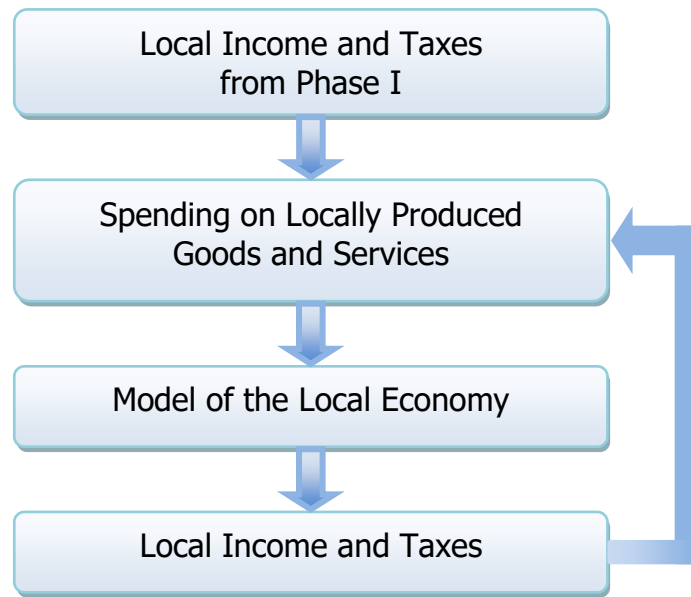 Local Income and Taxes
from Phase I
Spending on Locally Produced
Goods and Services
Model of the Local Economy
Local Income and Taxes